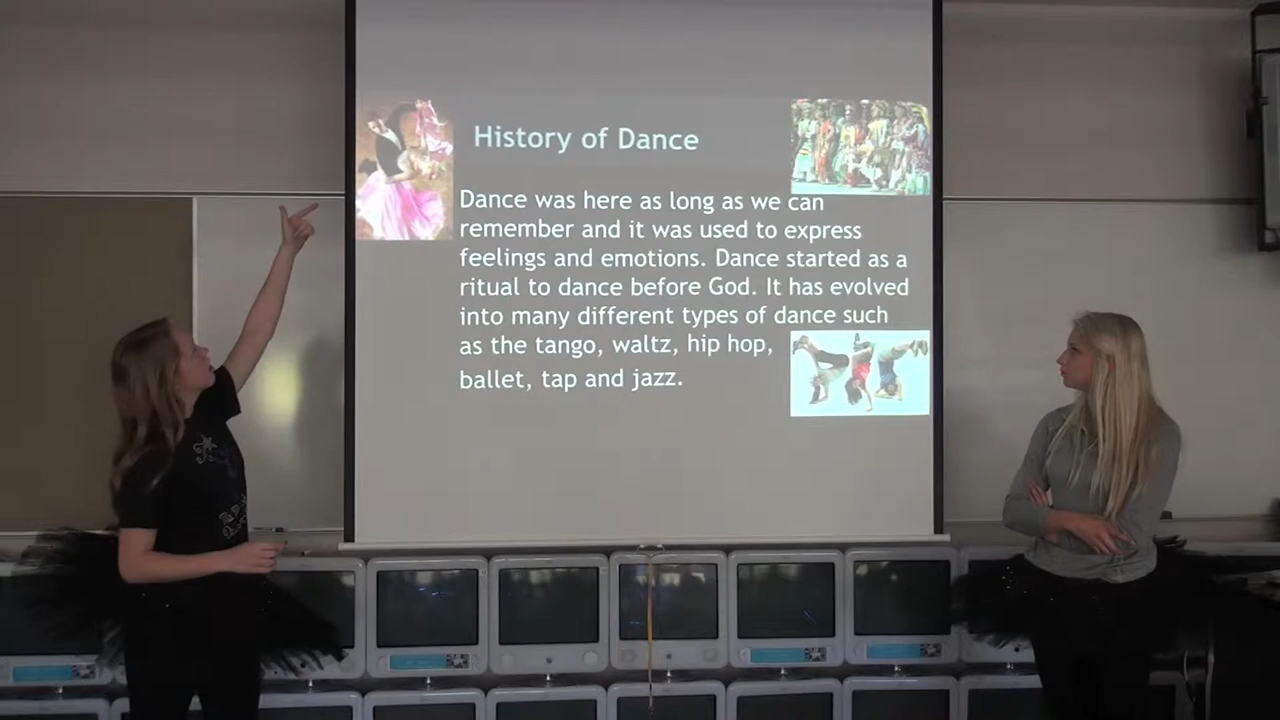 History of Dance
Dance was here as long as we can
remember and it was used to express
feelings and emotions. Dance started as a
ritual to dance before God. It has evolved
into many different types of dance such
as the tango, waltz, hip hop,
ballet, tap and jazz.